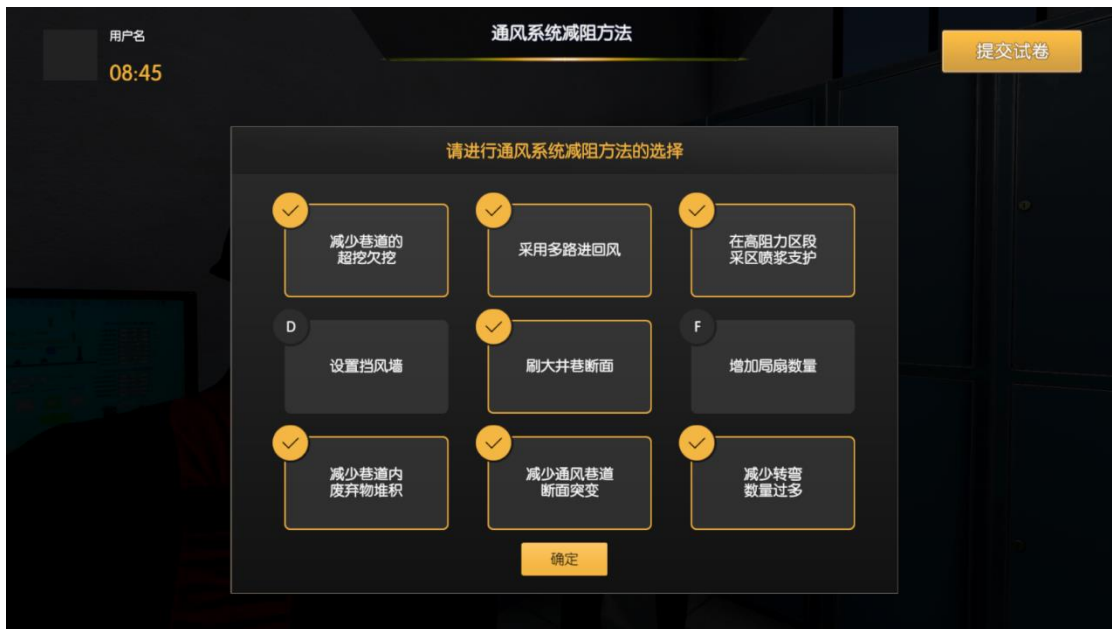 用户名
08:45
通风系统减阻方法
提交试卷
请进行通风系统减阻方法的选择
减少巷道的
超挖欠挖
采用多路进回风
在高阻力区段
采区喷浆支护
D
设置挡风墙
刷大井巷断面
F
增加局扇数量
减少巷道内
废弃物堆积
减少通风巷道
断面突变
减少转弯
数量过多
确定